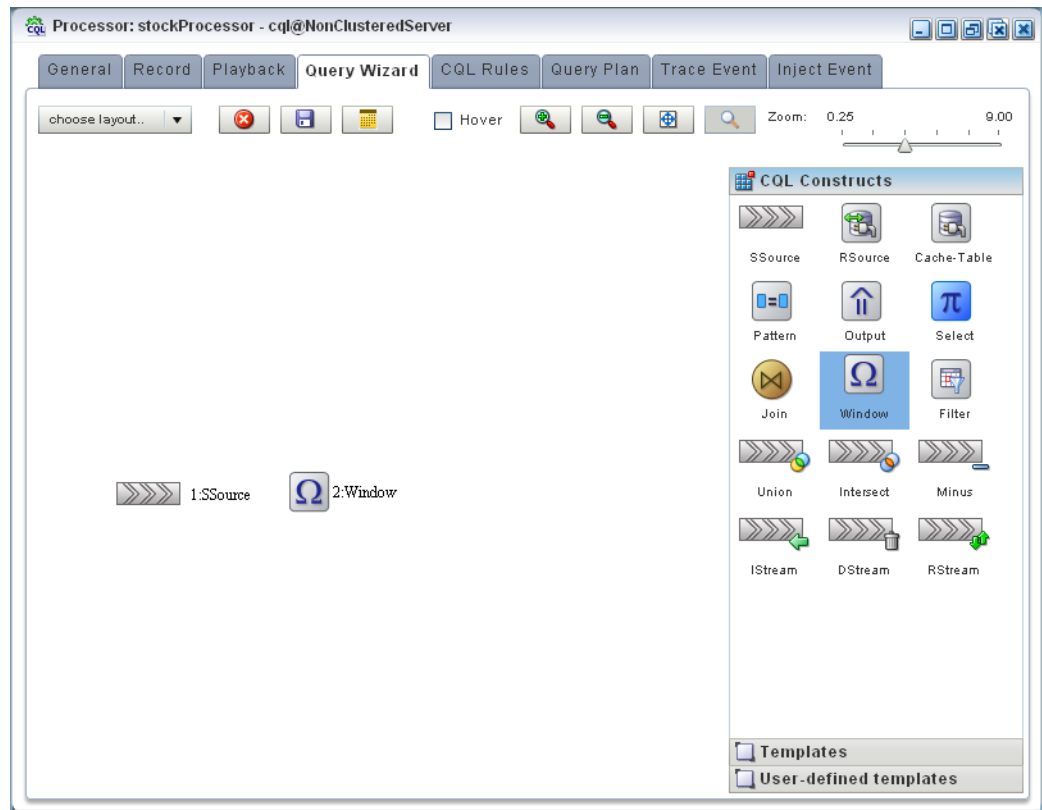 Processor: stockProcessor - cql@NonClusteredServer
General Record Playback Query Wizard CQL Rules Query Plan Trace Event Inject Event
choose layout.. Hover Zoom: 0.25 9.00
CQL Constructs
SSource RSource Cache-Table
Pattern Output Select
Join Window Filter
1:SSource 2:Window
Union Intersect Minus
IStream DStream RStream
Templates
User-defined templates